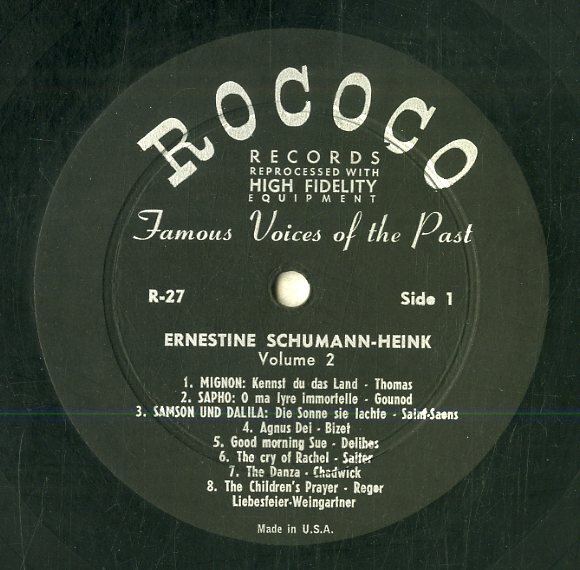 ROCOCO
RECORDS
REPROCESSED WITH
HIGH FIDELITY
EQUIPMENT
Famous Voices of the Past
R-27 Side 1
ERNESTINE SCHUMANN-HEINK
Volume 2
1. MIGNON: Kennst du das Land - Thomas
2. SAPHO: O ma lyre immortelle - Gounod
3. SAMSON UND DALILA: Die Sonne sie lachte - Saint-Saens
4. Agnus Dei - Bizet
5. Good morning Sue - Delibes
6. The cry of Rachel - Salter
7. The Danza - Chadwick
8. The Children's Prayer - Reger
Liebesfeier-Weingartner
Made in U.S.A.